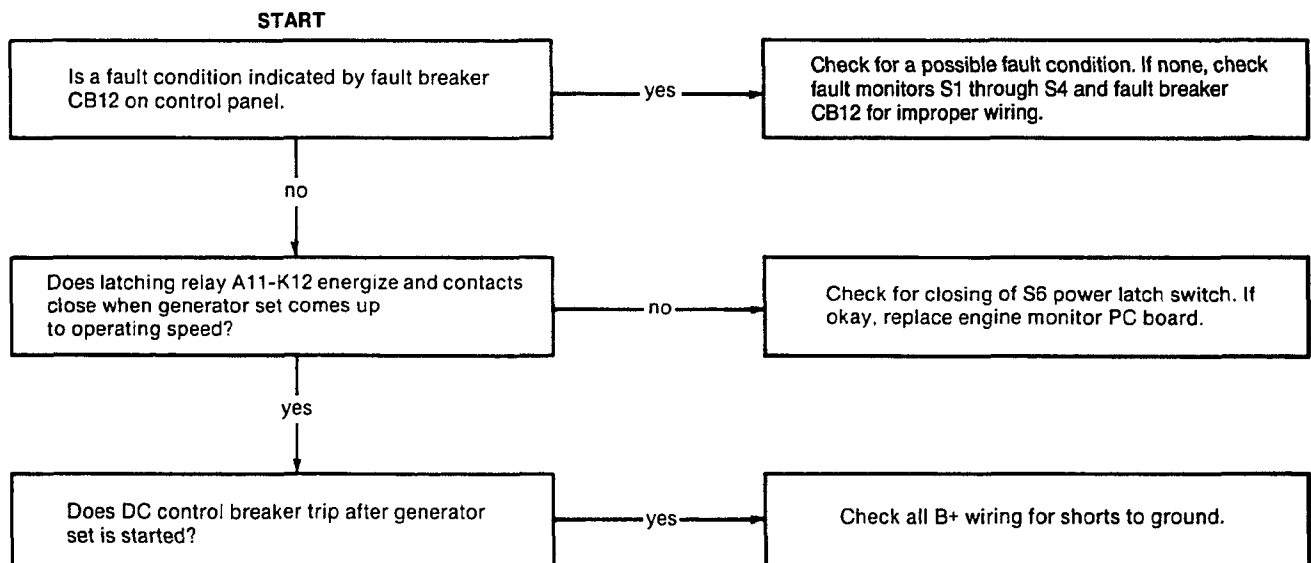 START
Is a fault condition indicated by fault breaker
CB12 on control panel.
yes
Check for a possible fault condition. If none, check
fault monitors S1 through S4 and fault breaker
CB12 for improper wiring.
no
Does latching relay A11-K12 energize and contacts
close when generator set comes up
to operating speed?
no
Check for closing of S6 power latch switch. If
okay, replace engine monitor PC board.
yes
Does DC control breaker trip after generator
set is started?
yes
Check all B+ wiring for shorts to ground.